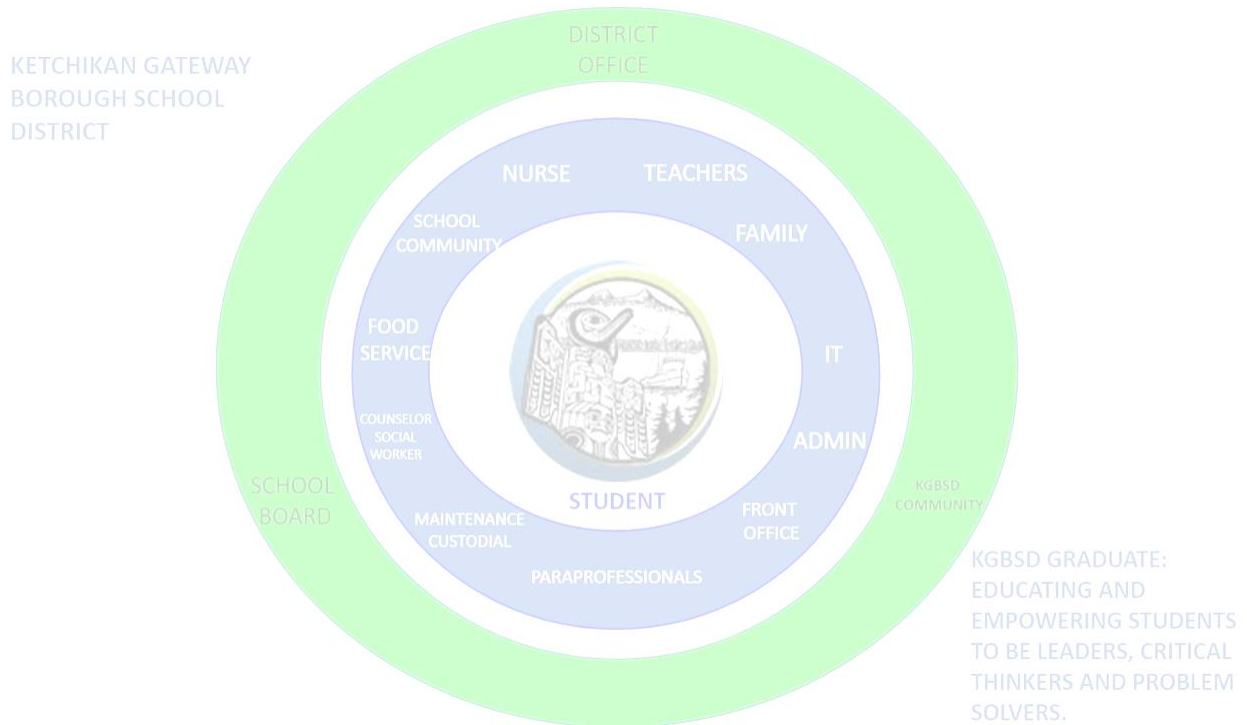 KETCHIKAN GATEWAY
BOROUGH SCHOOL
DISTRICT
DISTRICT
OFFICE
NURSE
TEACHERS
SCHOOL
COMMUNITY
FAMILY
FOOD
SERVICE
IT
COUNSELOR
SOCIAL
WORKER
ADMIN
SCHOOL
BOARD
KGBSD
COMMUNITY
STUDENT
MAINTENANCE
CUSTODIAL
FRONT
OFFICE
PARAPROFESSIONALS
KGBSD GRADUATE:
EDUCATING AND
EMPOWERING STUDENTS
TO BE LEADERS, CRITICAL
THINKERS AND PROBLEM
SOLVERS.